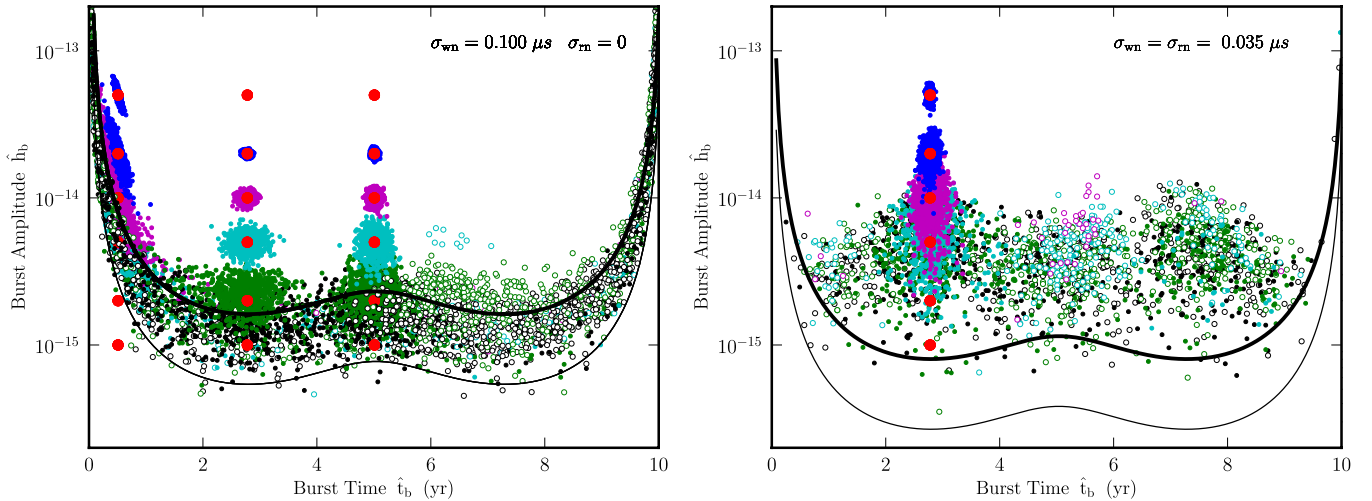 σ_wn = 0.100 μs σ_rn = 0
10⁻¹³
10⁻¹⁴
10⁻¹⁵
Burst Amplitude ĥ_b
0 2 4 6 8 10
Burst Time t̂_b (yr)
σ_wn = σ_rn = 0.035 μs
10⁻¹³
10⁻¹⁴
10⁻¹⁵
Burst Amplitude ĥ_b
0 2 4 6 8 10
Burst Time t̂_b (yr)